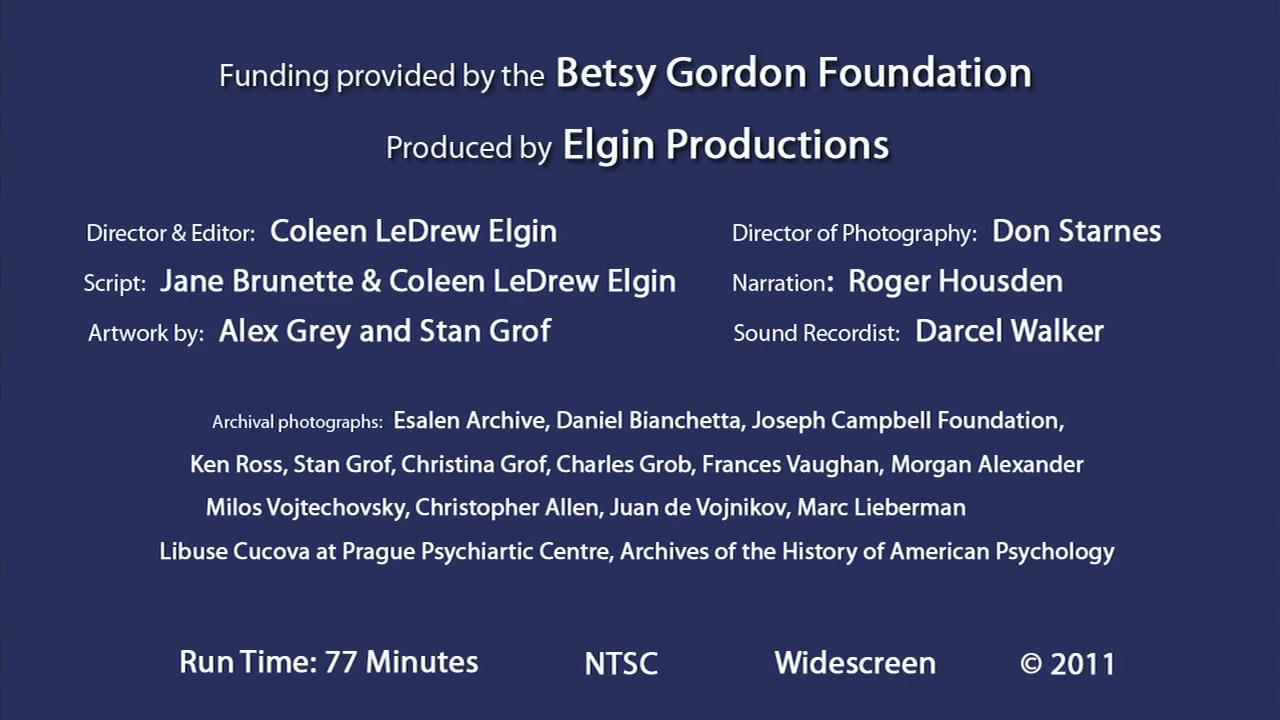 Funding provided by the Betsy Gordon Foundation
Produced by Elgin Productions
Director & Editor: Coleen LeDrew Elgin
Script: Jane Brunette & Coleen LeDrew Elgin
Artwork by: Alex Grey and Stan Grof
Director of Photography: Don Starnes
Narration: Roger Housden
Sound Recordist: Darcel Walker
Archival photographs: Esalen Archive, Daniel Bianchetta, Joseph Campbell Foundation,
Ken Ross, Stan Grof, Christina Grof, Charles Grob, Frances Vaughan, Morgan Alexander
Milos Vojtechovsky, Christopher Allen, Juan de Vojnikov, Marc Lieberman
Libuse Cucova at Prague Psychiartic Centre, Archives of the History of American Psychology
Run Time: 77 Minutes NTSC Widescreen © 2011